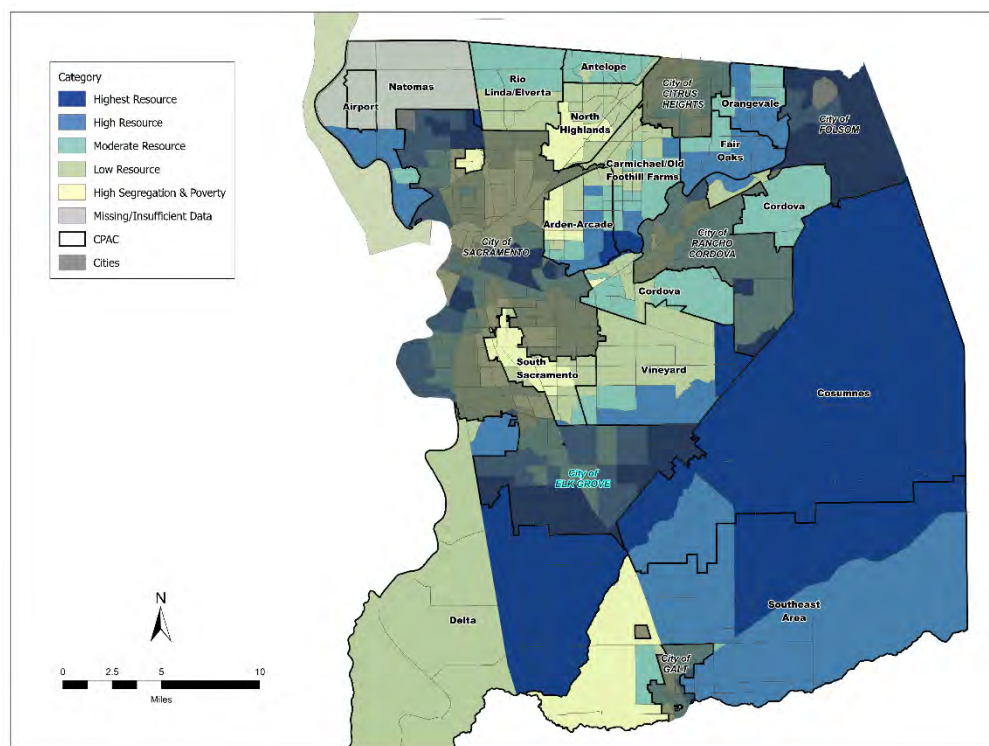 Category
Highest Resource
High Resource
Moderate Resource
Low Resource
High Segregation & Poverty
Missing/Insufficient Data
CPAC
Cities
Natomas
Airport
Rio
Linda/Elverta
Antelope
City of
CITRUS
HEIGHTS
Orangevale
City of
FOLSOM
North
Highlands
Fair
Oaks
Carmichael/Old
Foothill Farms
Cordova
Arden-Arcade
City of
SACRAMENTO
City of
RANCHO
CORDOVA
Cordova
South
Sacramento
Vineyard
Cosumnes
City of
ELK GROVE
Delta
Southeast
Area
City of
GALT
N
0 2.5 5 10
Miles